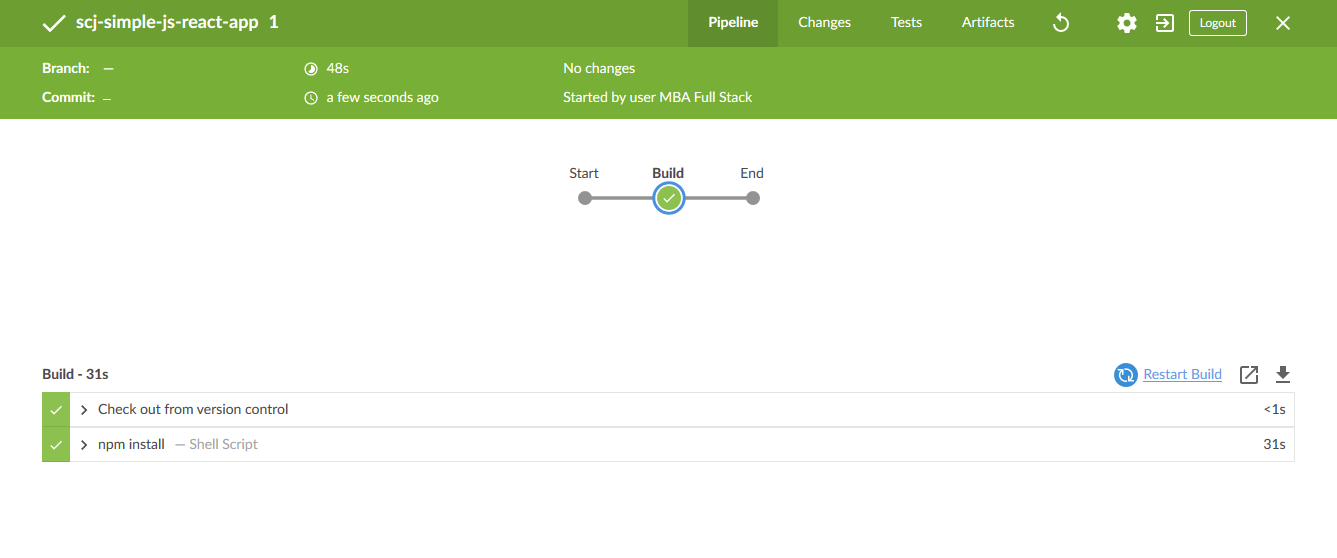 scj-simple-js-react-app 1 Pipeline Changes Tests Artifacts Logout
Branch: — 48s No changes
Commit: – a few seconds ago Started by user MBA Full Stack
Start Build End
Build - 31s Restart Build
Check out from version control <1s
npm install — Shell Script 31s